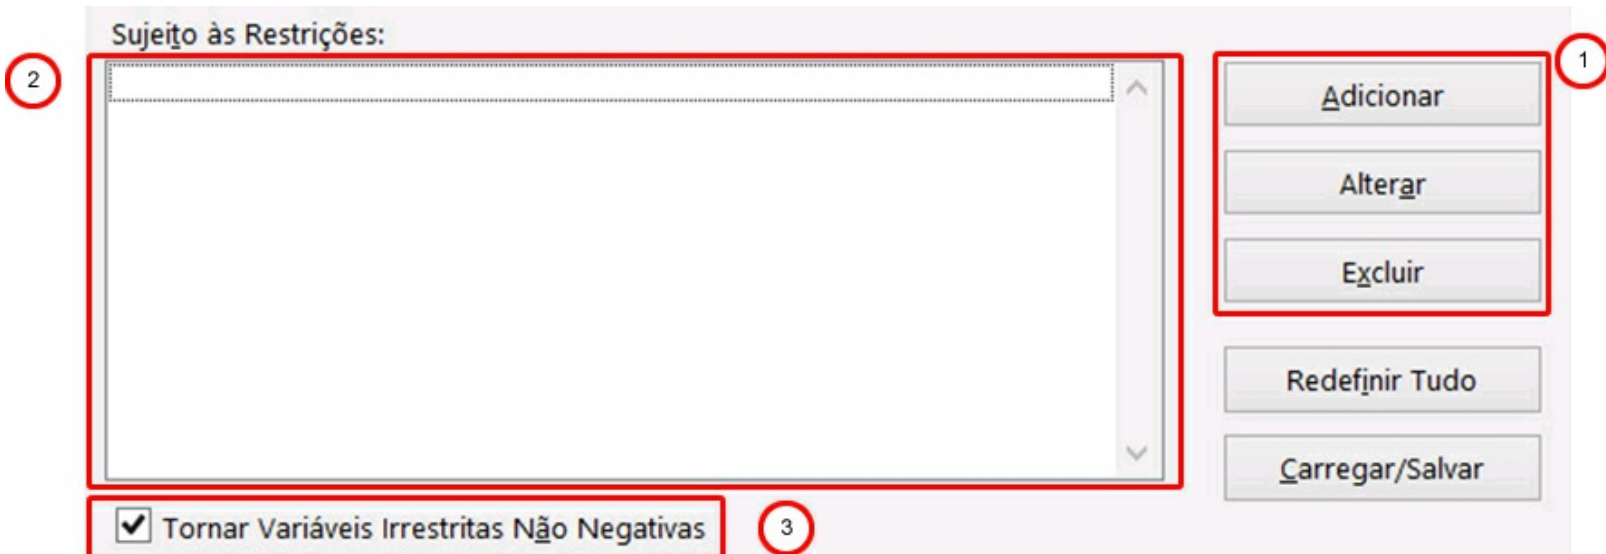 Sujeito às Restrições:
1
2
Adicionar
Alterar
Excluir
Redefinir Tudo
Carregar/Salvar
Tornar Variáveis Irrestritas Não Negativas
3